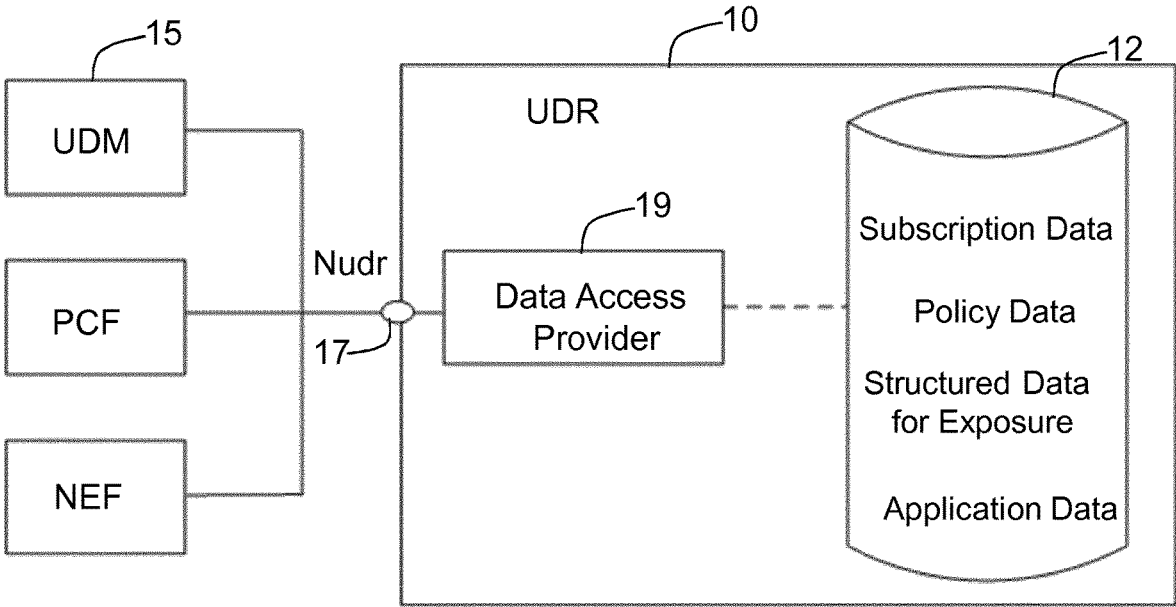 15
10
12
UDM
UDR
19
Subscription Data
Nudr
Data Access
Provider
Policy Data
PCF
17
Structured Data
for Exposure
NEF
Application Data